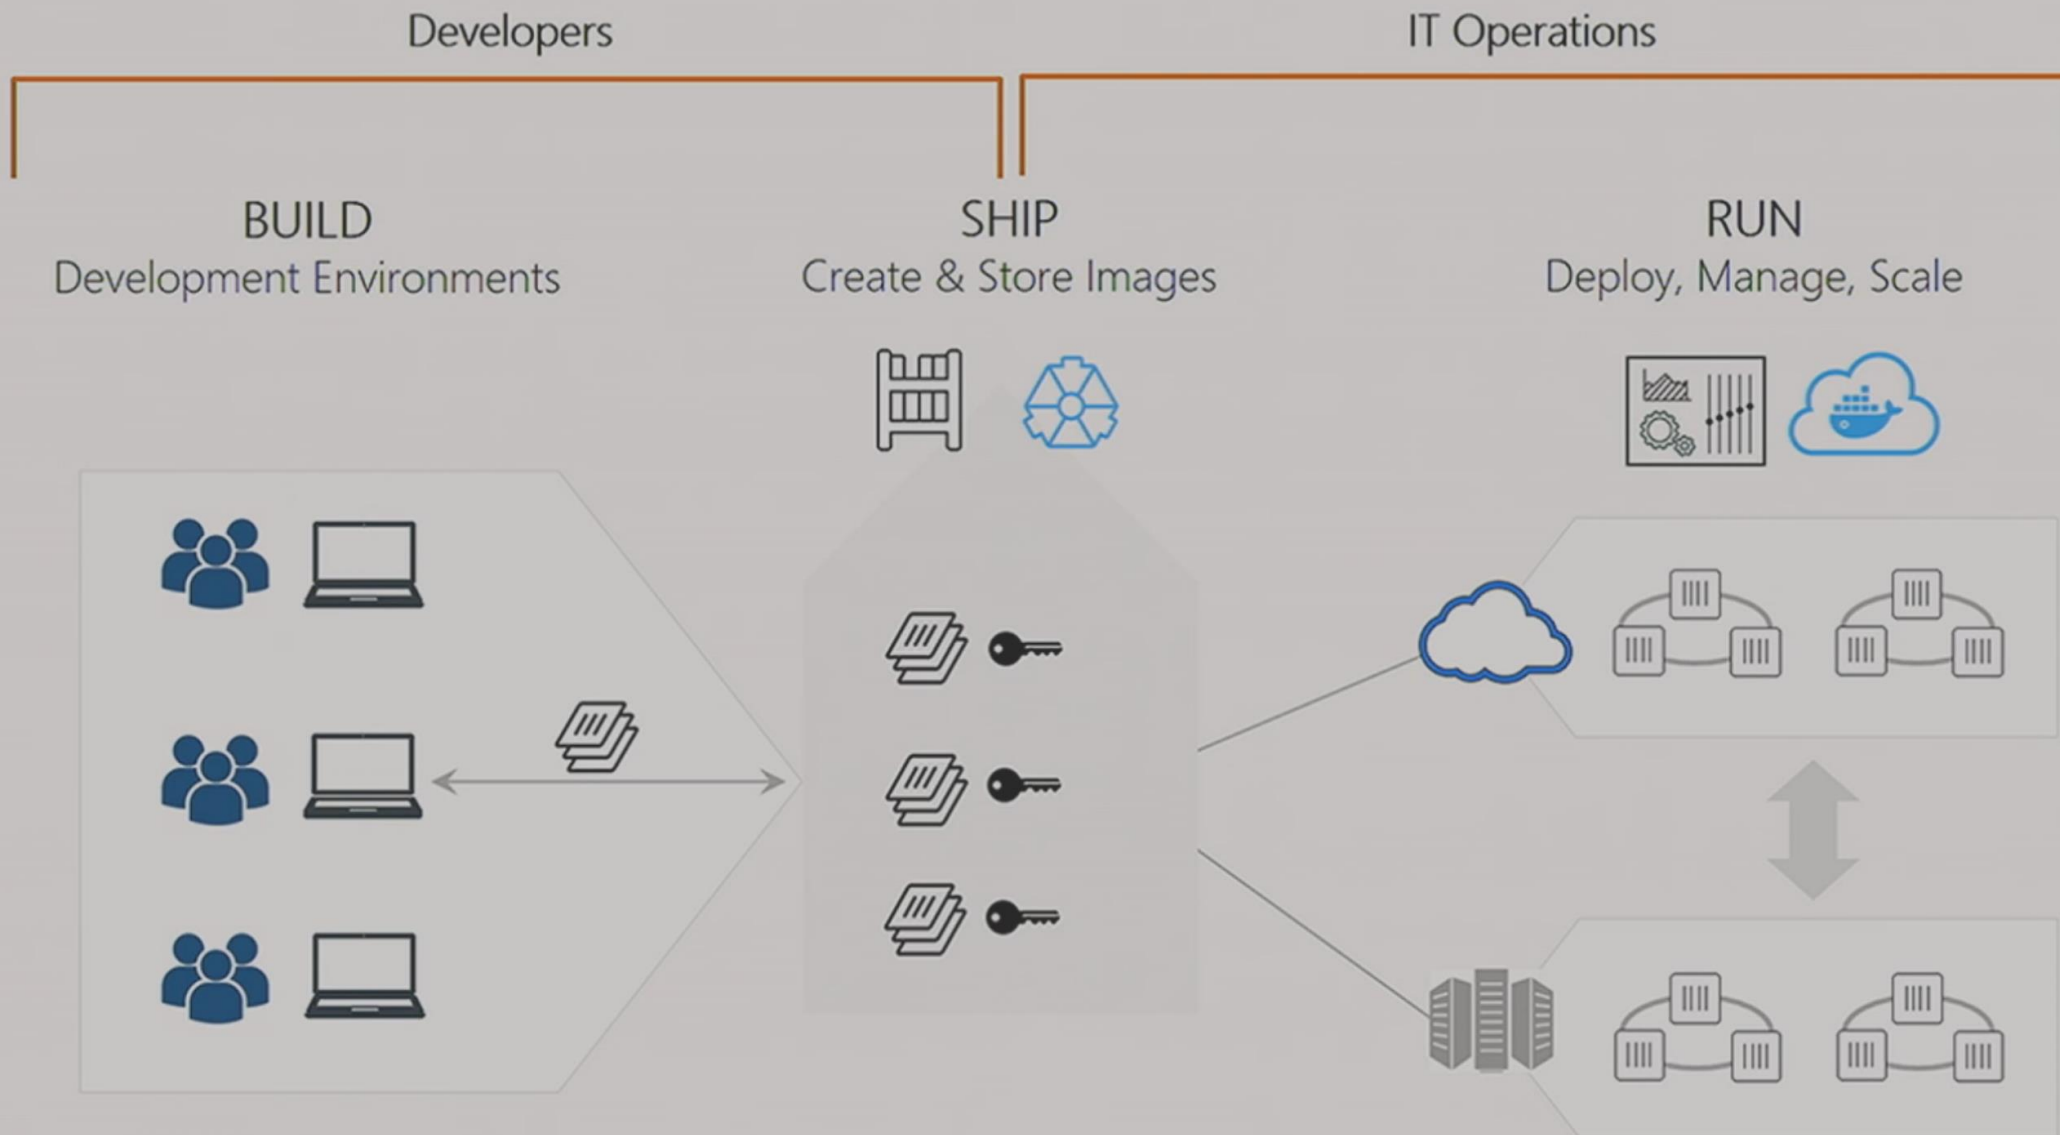 Developers
IT Operations
BUILD
Development Environments
SHIP
Create & Store Images
RUN
Deploy, Manage, Scale